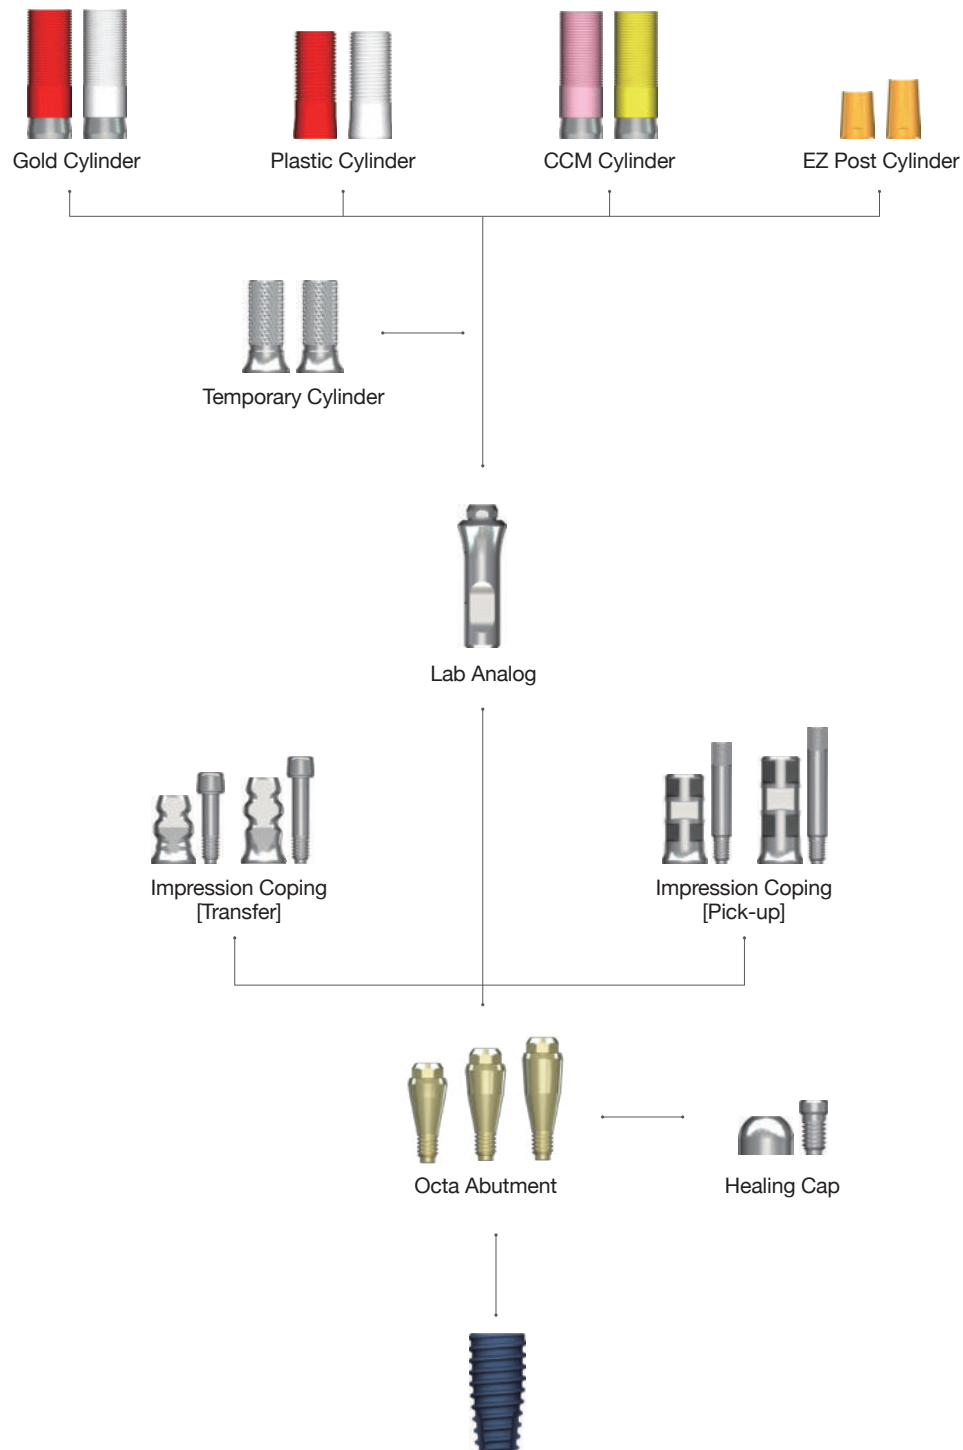 Gold Cylinder
Plastic Cylinder
CCM Cylinder
EZ Post Cylinder
Temporary Cylinder
Lab Analog
Impression Coping
[Transfer]
Impression Coping
[Pick-up]
Octa Abutment
Healing Cap